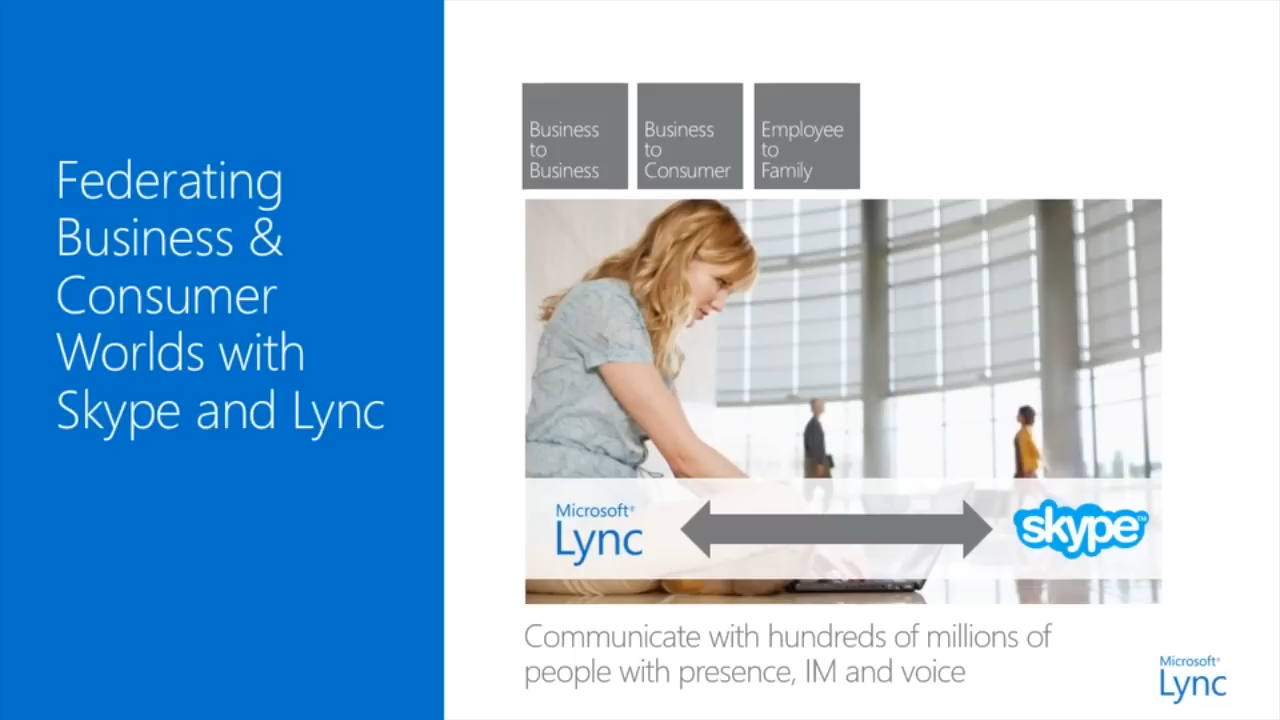 Federating
Business &
Consumer
Worlds with
Skype and Lync
Business
to
Business
Business
to
Consumer
Employee
to
Family
Microsoft®
Lync
skype™
Communicate with hundreds of millions of
people with presence, IM and voice
Microsoft®
Lync